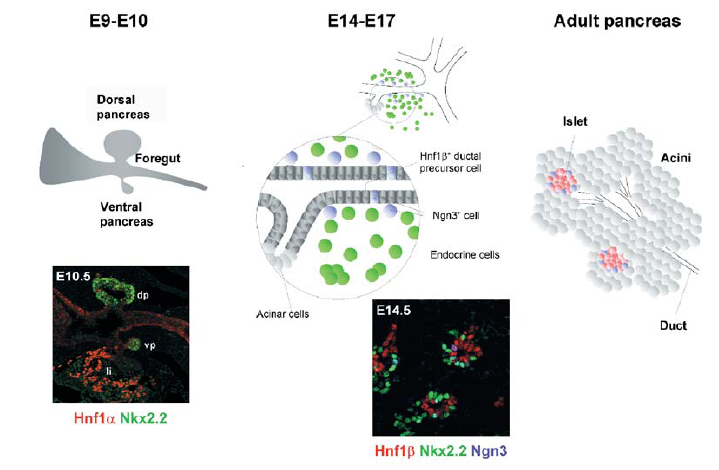 E9-E10
E14-E17
Adult pancreas
Dorsal
pancreas
Foregut
Ventral
pancreas
Hnf1β⁺ ductal
precursor cell
Ngn3⁺ cell
Endocrine cells
Acinar cells
Islet
Acini
Duct
E10.5
dp
vp
li
Hnf1α Nkx2.2
E14.5
Hnf1β Nkx2.2 Ngn3